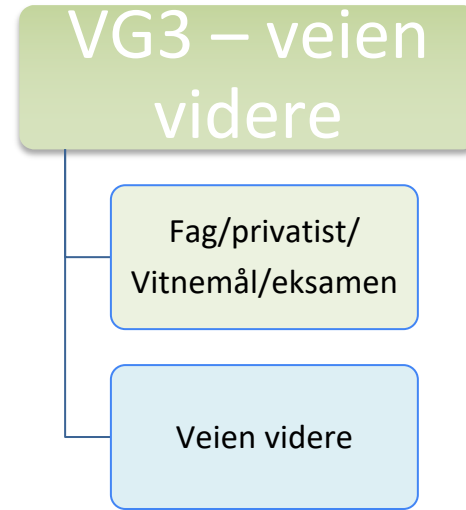 VG3 – veien
videre
Fag/privatist/
Vitnemål/eksamen
Veien videre